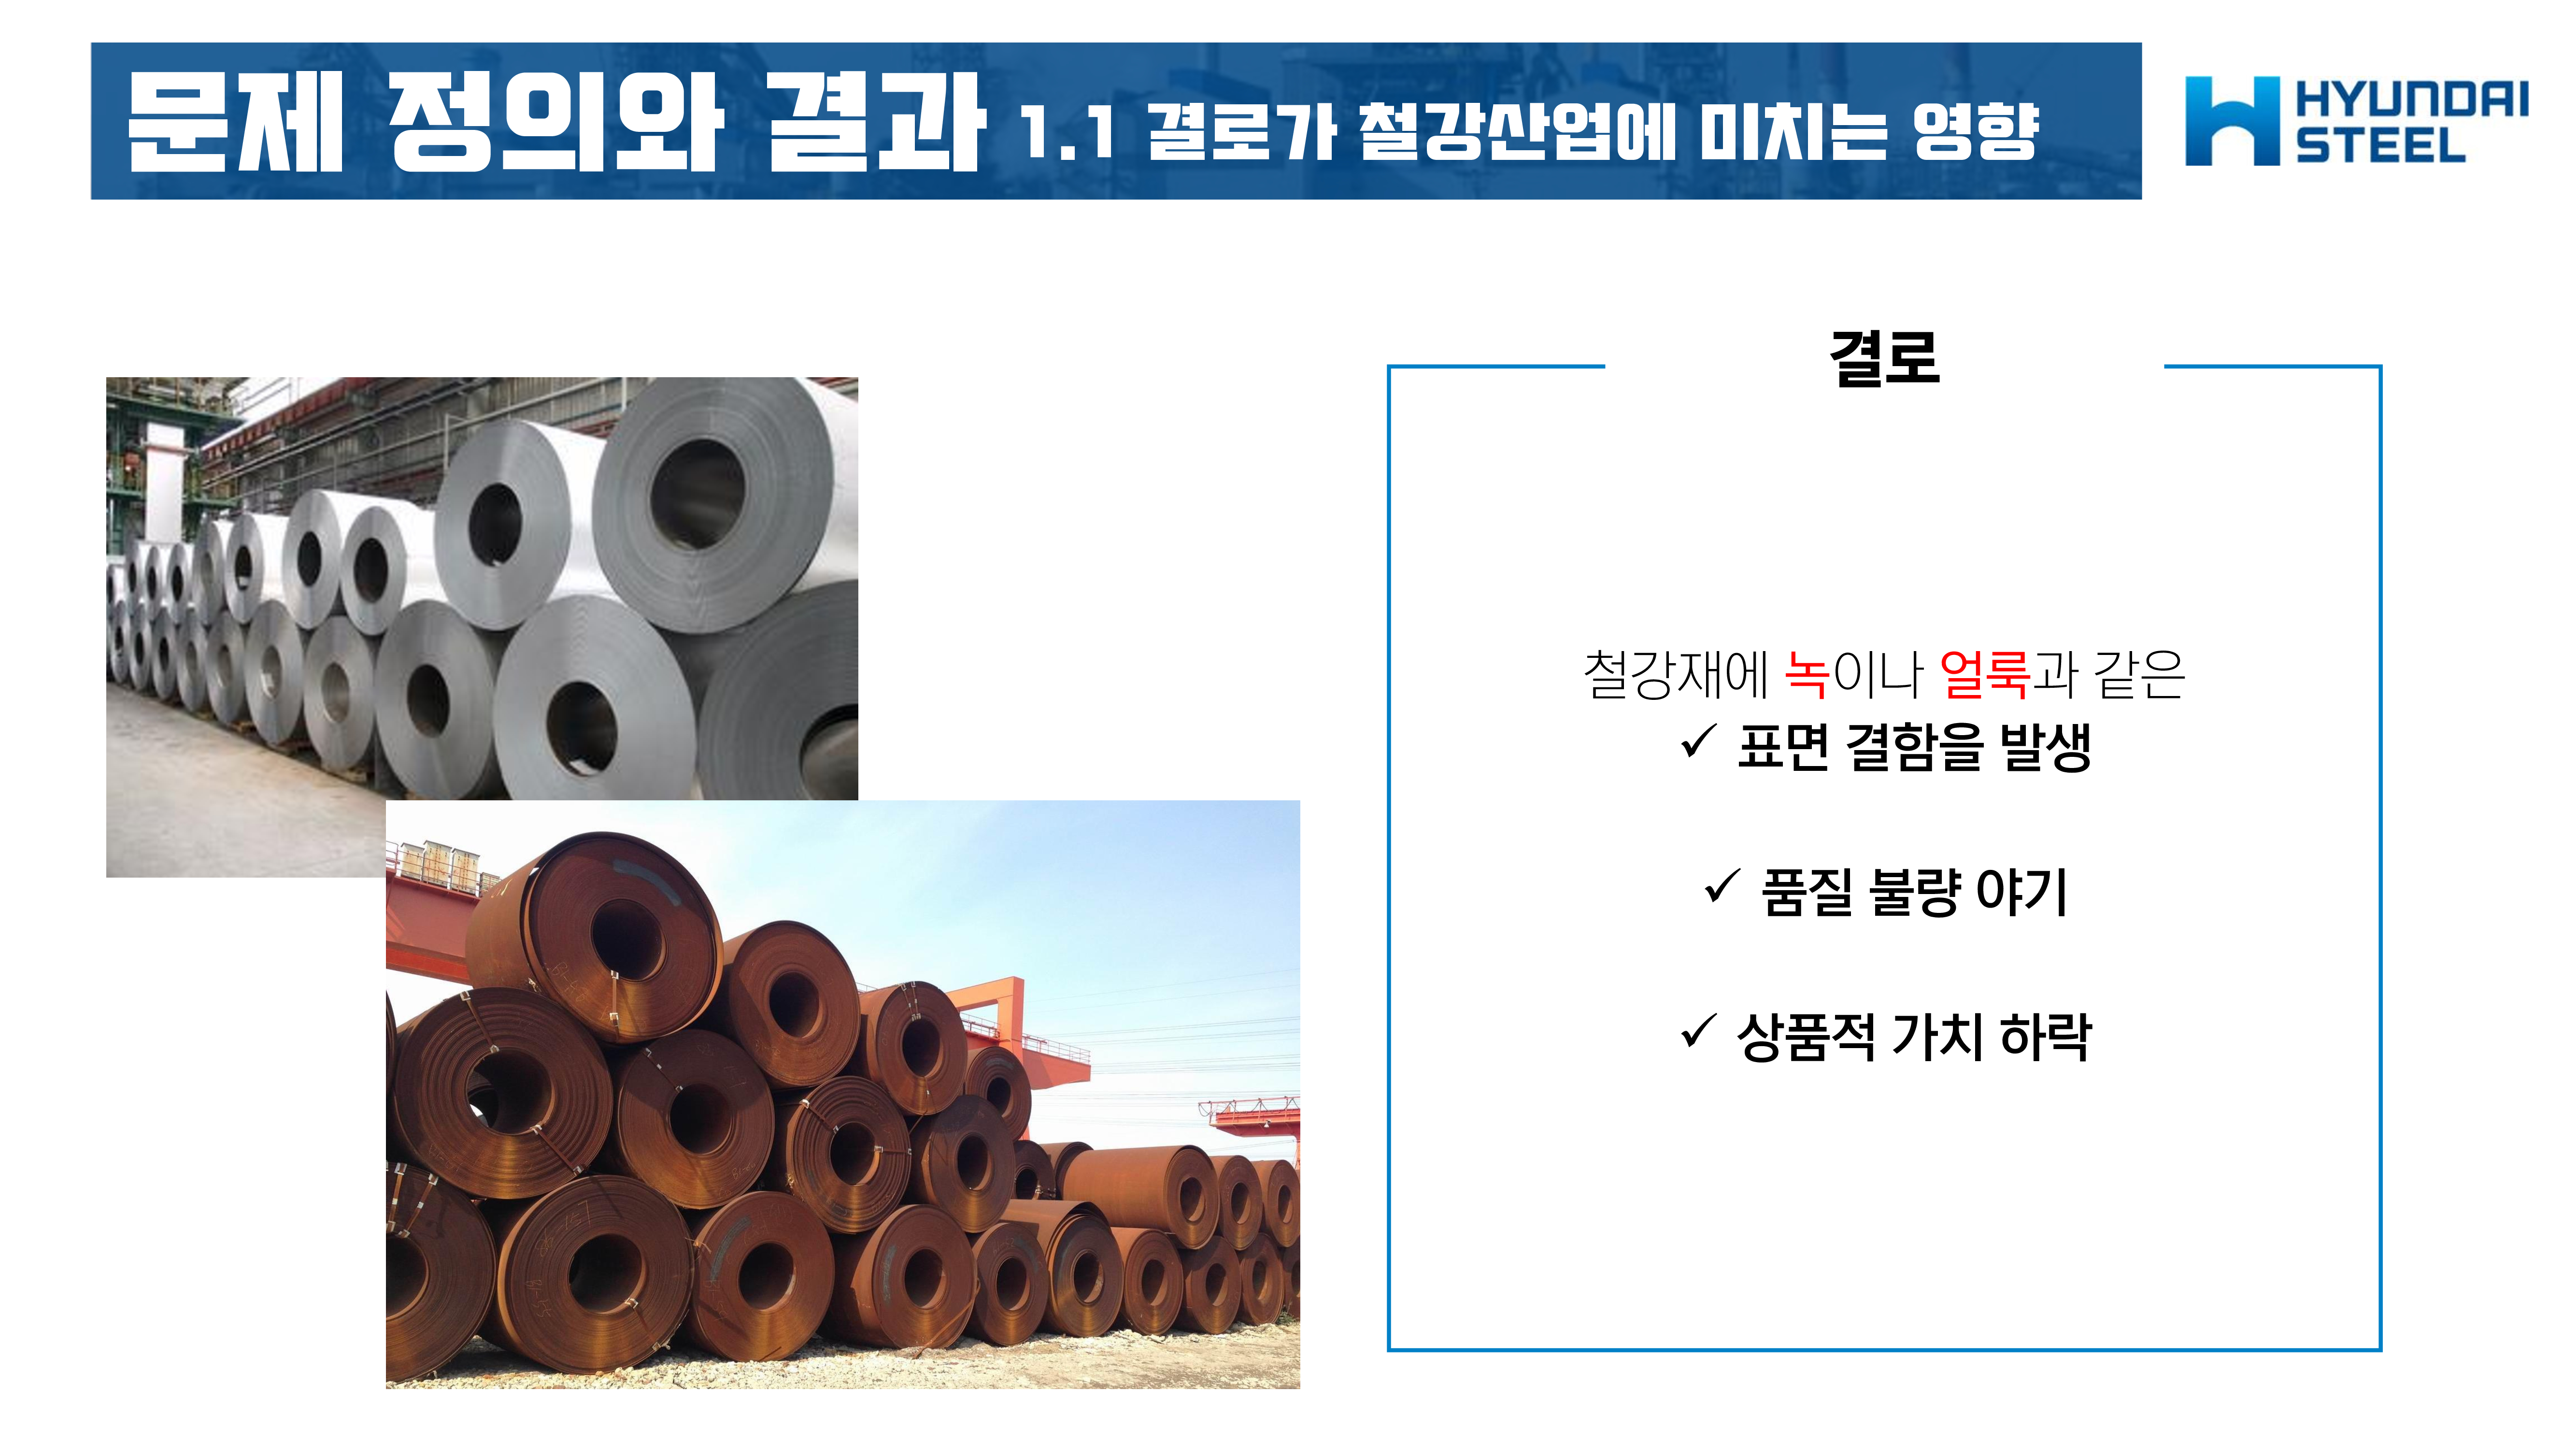 문제 정의와 결과 1.1 결로가 철강산업에 미치는 영향
HYUNDAI
STEEL
결로
철강재에 녹이나 얼룩과 같은
✓ 표면 결함을 발생
✓ 품질 불량 야기
✓ 상품적 가치 하락